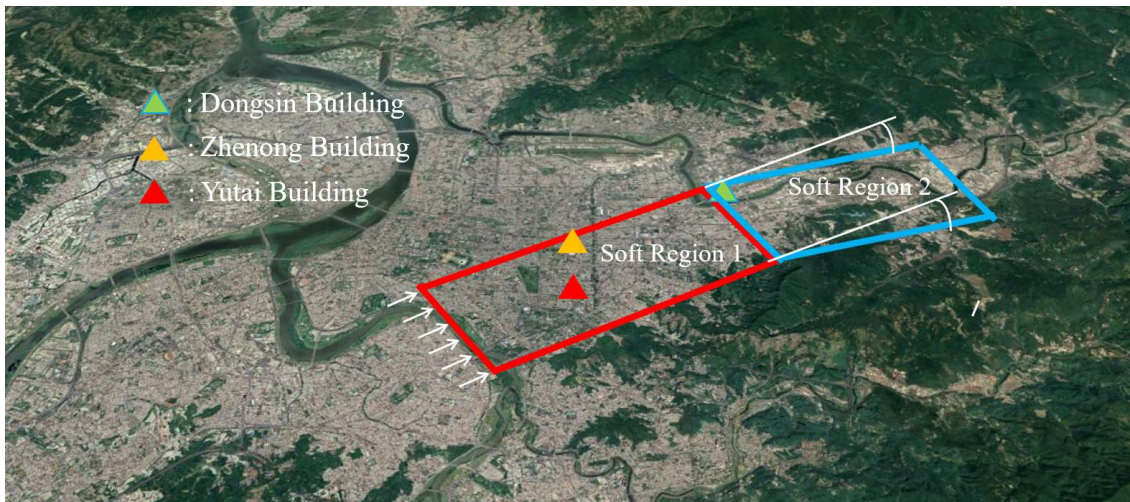 : Dongsin Building
: Zhenong Building
: Yutai Building
Soft Region 2
Soft Region 1